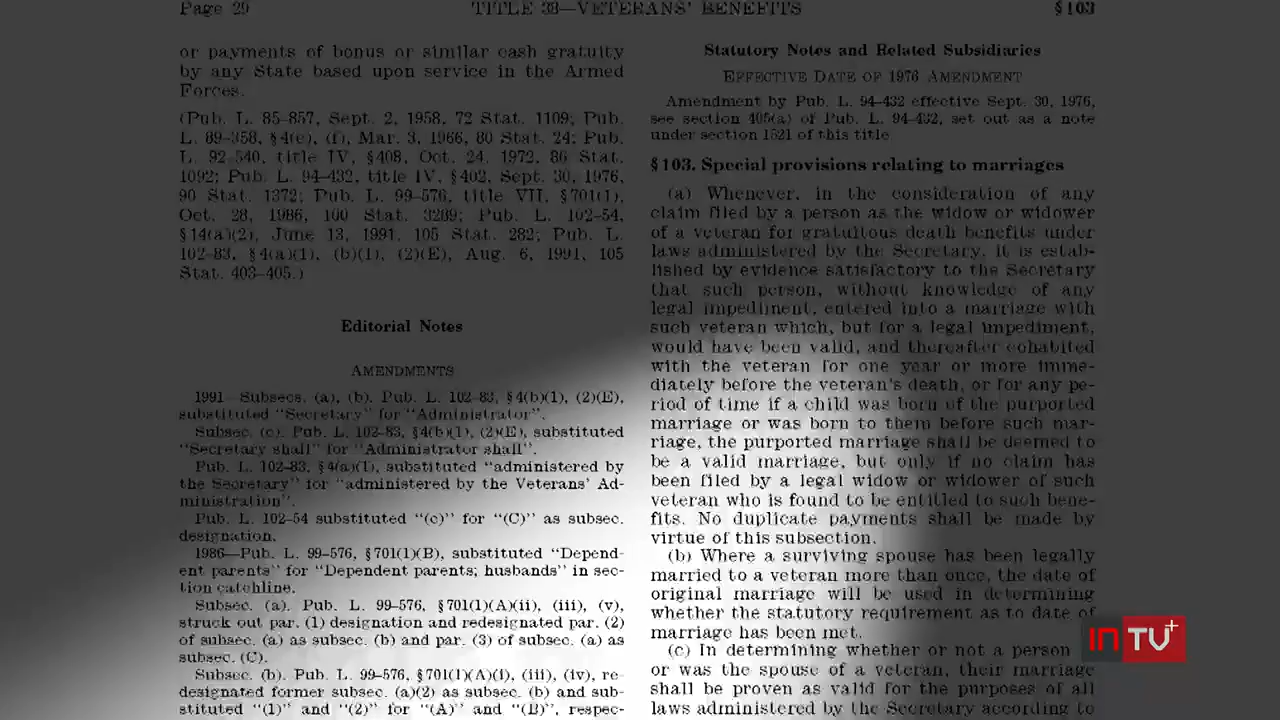 Page 29 TITLE 38—VETERANS' BENEFITS §103
or payments of bonus or similar cash gratuity
by any State based upon service in the Armed
Forces.
(Pub. L. 85–857, Sept. 2, 1958, 72 Stat. 1109; Pub.
L. 89–358, §4(e), (f), Mar. 3, 1966, 80 Stat. 24; Pub.
L. 92–540, title IV, §408, Oct. 24, 1972, 86 Stat.
1092; Pub. L. 94–432, title IV, §402, Sept. 30, 1976,
90 Stat. 1372; Pub. L. 99–576, title VII, §701(1),
Oct. 28, 1986, 100 Stat. 3289; Pub. L. 102–54,
§14(a)(2), June 13, 1991, 105 Stat. 282; Pub. L.
102–83, §4(a)(1), (b)(1), (2)(E), Aug. 6, 1991, 105
Stat. 403–405.)
Editorial Notes
AMENDMENTS
1991—Subsecs. (a), (b). Pub. L. 102–83, §4(b)(1), (2)(E),
substituted "Secretary" for "Administrator".
Subsec. (c). Pub. L. 102–83, §4(b)(1), (2)(E), substituted
"Secretary shall" for "Administrator shall".
Pub. L. 102–83, §4(a)(1), substituted "administered by
the Secretary" for "administered by the Veterans' Ad-
ministration".
Pub. L. 102–54 substituted "(c)" for "(C)" as subsec.
designation.
1986—Pub. L. 99–576, §701(1)(B), substituted "Depend-
ent parents" for "Dependent parents; husbands" in sec-
tion catchline.
Subsec. (a). Pub. L. 99–576, §701(1)(A)(ii), (iii), (v),
struck out par. (1) designation and redesignated par. (2)
of subsec. (a) as subsec. (b) and par. (3) of subsec. (a) as
subsec. (C).
Subsec. (b). Pub. L. 99–576, §701(1)(A)(i), (iii), (iv), re-
designated former subsec. (a)(2) as subsec. (b) and sub-
stituted "(1)" and "(2)" for "(A)" and "(B)", respec-
Statutory Notes and Related Subsidiaries
EFFECTIVE DATE OF 1976 AMENDMENT
Amendment by Pub. L. 94–432 effective Sept. 30, 1976,
see section 405(a) of Pub. L. 94–432, set out as a note
under section 1521 of this title.
§103. Special provisions relating to marriages
(a) Whenever, in the consideration of any
claim filed by a person as the widow or widower
of a veteran for gratuitous death benefits under
laws administered by the Secretary, it is estab-
lished by evidence satisfactory to the Secretary
that such person, without knowledge of any
legal impediment, entered into a marriage with
such veteran which, but for a legal impediment,
would have been valid, and thereafter cohabited
with the veteran for one year or more imme-
diately before the veteran's death, or for any pe-
riod of time if a child was born of the purported
marriage or was born to them before such mar-
riage, the purported marriage shall be deemed to
be a valid marriage, but only if no claim has
been filed by a legal widow or widower of such
veteran who is found to be entitled to such bene-
fits. No duplicate payments shall be made by
virtue of this subsection.
(b) Where a surviving spouse has been legally
married to a veteran more than once, the date of
original marriage will be used in determining
whether the statutory requirement as to date of
marriage has been met.
(c) In determining whether or not a person
or was the spouse of a veteran, their marriage
shall be proven as valid for the purposes of all
laws administered by the Secretary according to
InTV+